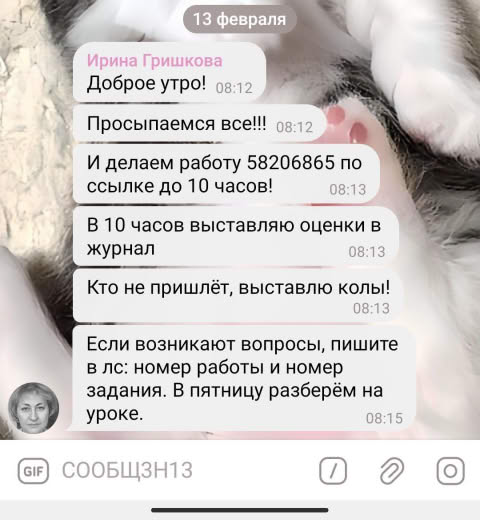 13 февраля
Ирина Гришкова
Доброе утро! 08:12
Просыпаемся все!!! 08:12
И делаем работу 58206865 по
ссылке до 10 часов! 08:13
В 10 часов выставляю оценки в
журнал 08:13
Кто не пришлёт, выставлю колы!
08:13
Если возникают вопросы, пишите
в лс: номер работы и номер
задания. В пятницу разберём на
уроке. 08:15
GIF СООБЩЗН13 /